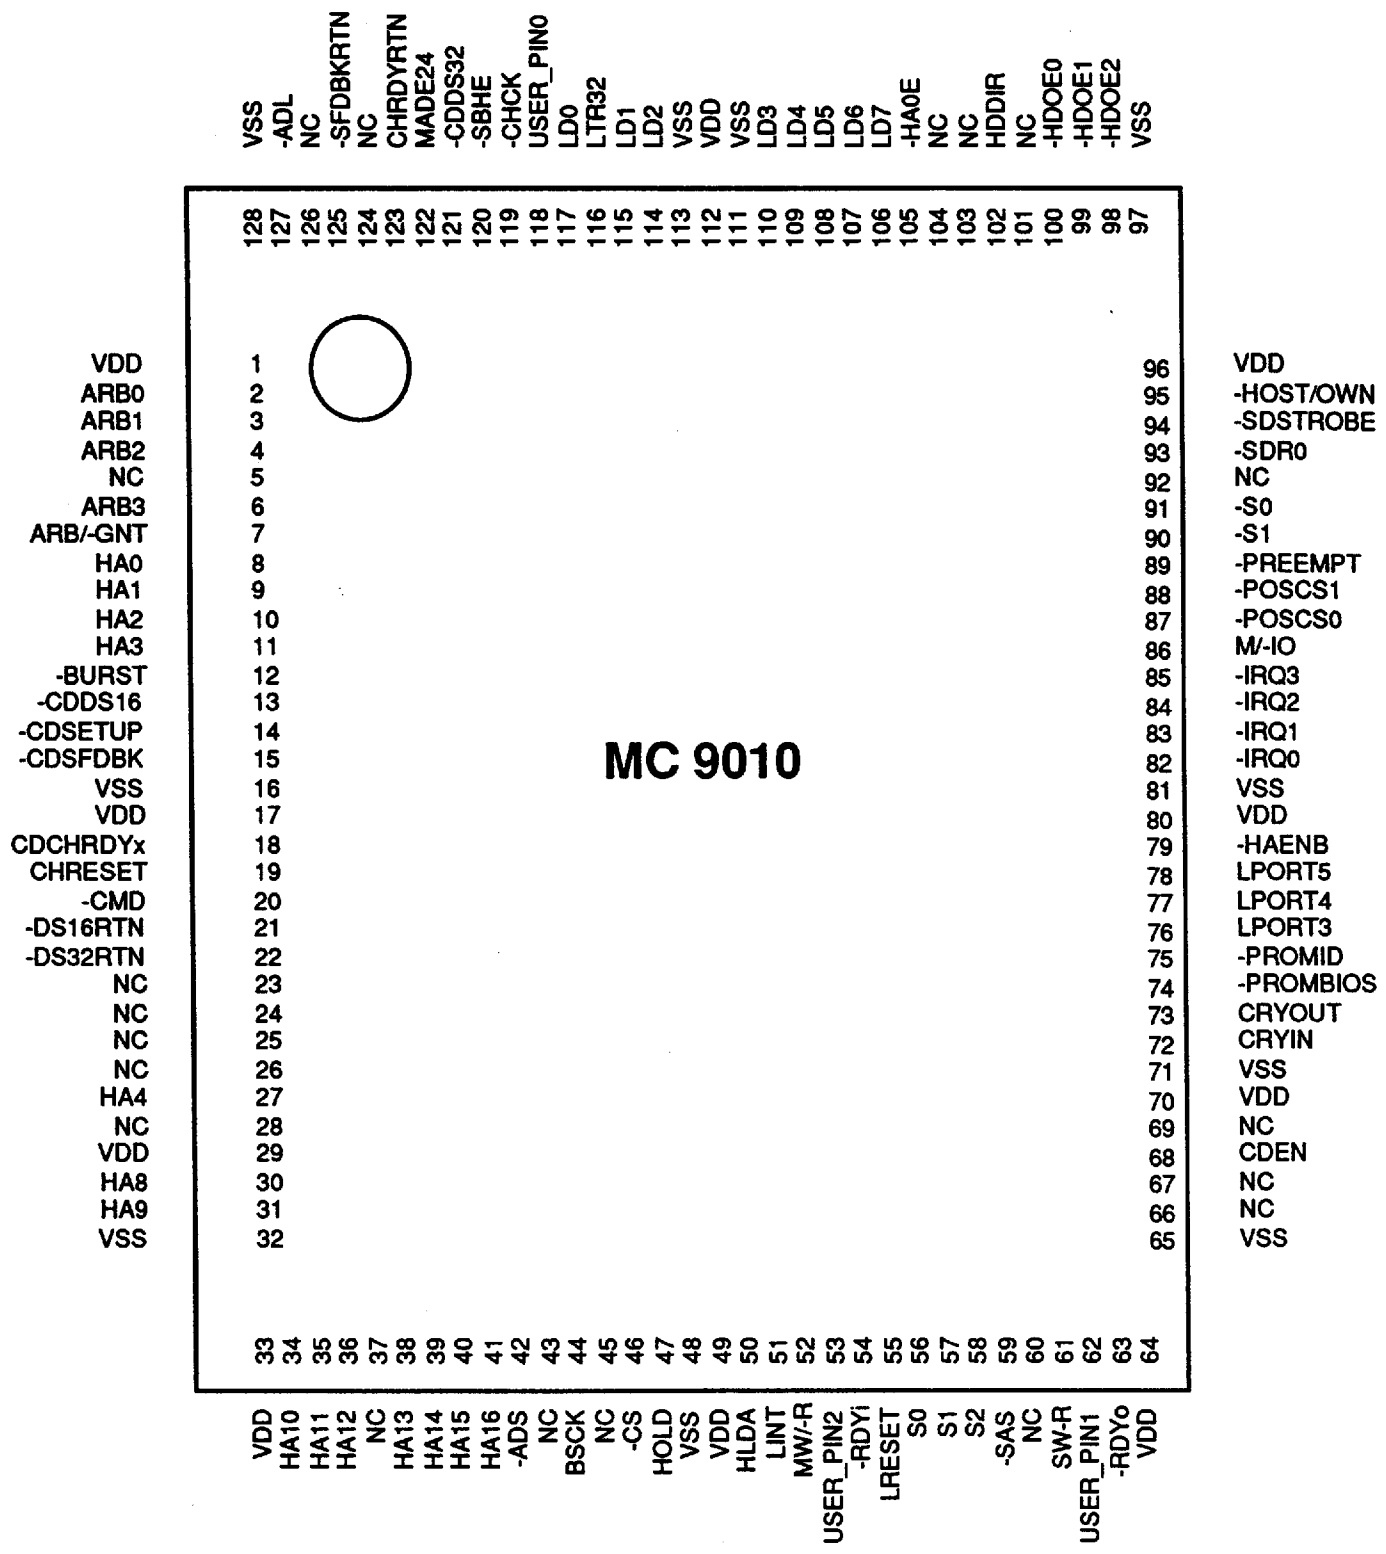 VSS
-ADL
NC
-SFDBKRTN
NC
CHRDYRTN
MADE24
-CDDS32
-SBHE
-CHCK
USER_PIN0
LD0
LTR32
LD1
LD2
VSS
VDD
VSS
LD3
LD4
LD5
LD6
LD7
-HA0E
NC
NC
HDDIR
NC
-HDOE0
-HDOE1
-HDOE2
VSS
128
127
126
125
124
123
122
121
120
119
118
117
116
115
114
113
112
111
110
109
108
107
106
105
104
103
102
101
100
99
98
97
VDD 1
ARB0 2
ARB1 3
ARB2 4
NC 5
ARB3 6
ARB/-GNT 7
HA0 8
HA1 9
HA2 10
HA3 11
-BURST 12
-CDDS16 13
-CDSETUP 14
-CDSFDBK 15
VSS 16
VDD 17
CDCHRDYx 18
CHRESET 19
-CMD 20
-DS16RTN 21
-DS32RTN 22
NC 23
NC 24
NC 25
NC 26
HA4 27
NC 28
VDD 29
HA8 30
HA9 31
VSS 32
MC 9010
96 VDD
95 -HOST/OWN
94 -SDSTROBE
93 -SDR0
92 NC
91 -S0
90 -S1
89 -PREEMPT
88 -POSCS1
87 -POSCS0
86 M/-IO
85 -IRQ3
84 -IRQ2
83 -IRQ1
82 -IRQ0
81 VSS
80 VDD
79 -HAENB
78 LPORT5
77 LPORT4
76 LPORT3
75 -PROMID
74 -PROMBIOS
73 CRYOUT
72 CRYIN
71 VSS
70 VDD
69 NC
68 CDEN
67 NC
66 NC
65 VSS
33
34
35
36
37
38
39
40
41
42
43
44
45
46
47
48
49
50
51
52
53
54
55
56
57
58
59
60
61
62
63
64
VDD
HA10
HA11
HA12
NC
HA13
HA14
HA15
HA16
-ADS
NC
BSCK
NC
-CS
HOLD
VSS
VDD
HLDA
LINT
MW/-R
USER_PIN2
-RDYi
LRESET
S0
S1
S2
-SAS
NC
SW-R
USER_PIN1
-RDYo
VDD